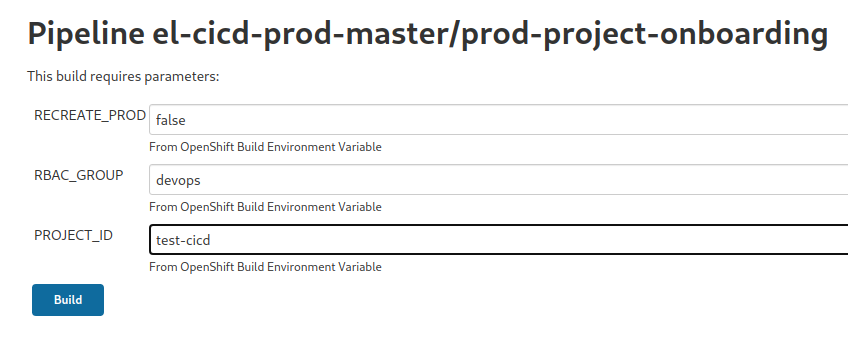 Pipeline el-cicd-prod-master/prod-project-onboarding
This build requires parameters:
RECREATE_PROD false
From OpenShift Build Environment Variable
RBAC_GROUP devops
From OpenShift Build Environment Variable
PROJECT_ID test-cicd
From OpenShift Build Environment Variable
Build